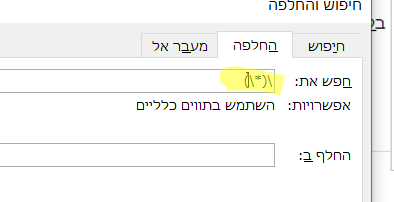 חיפוש והחלפה
חיפוש החלפה מעבר אל
חפש את:
אפשרויות: השתמש בתווים כלליים
החלף ב: